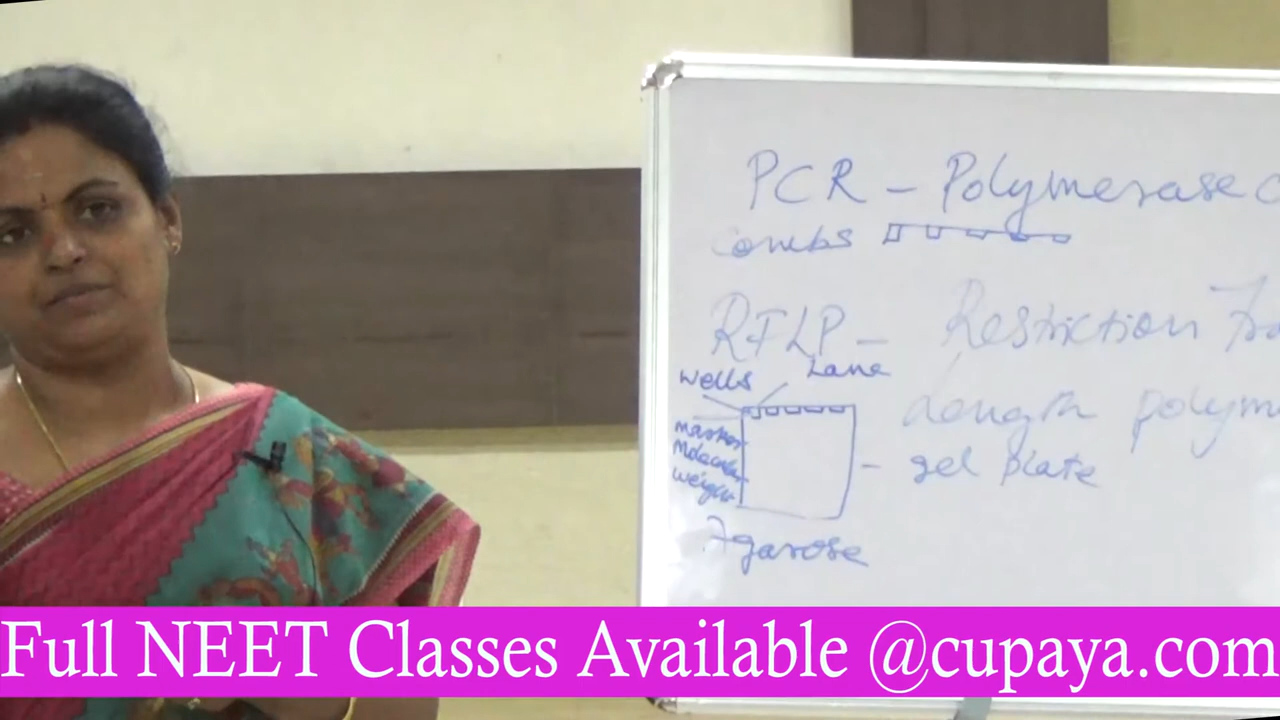 PCR - Polymerase C
combs
RFLP - Restriction Fra
Wells Lane
Length polym
marker
Molecular
weight
gel plate
Agarose
Full NEET Classes Available @cupaya.com